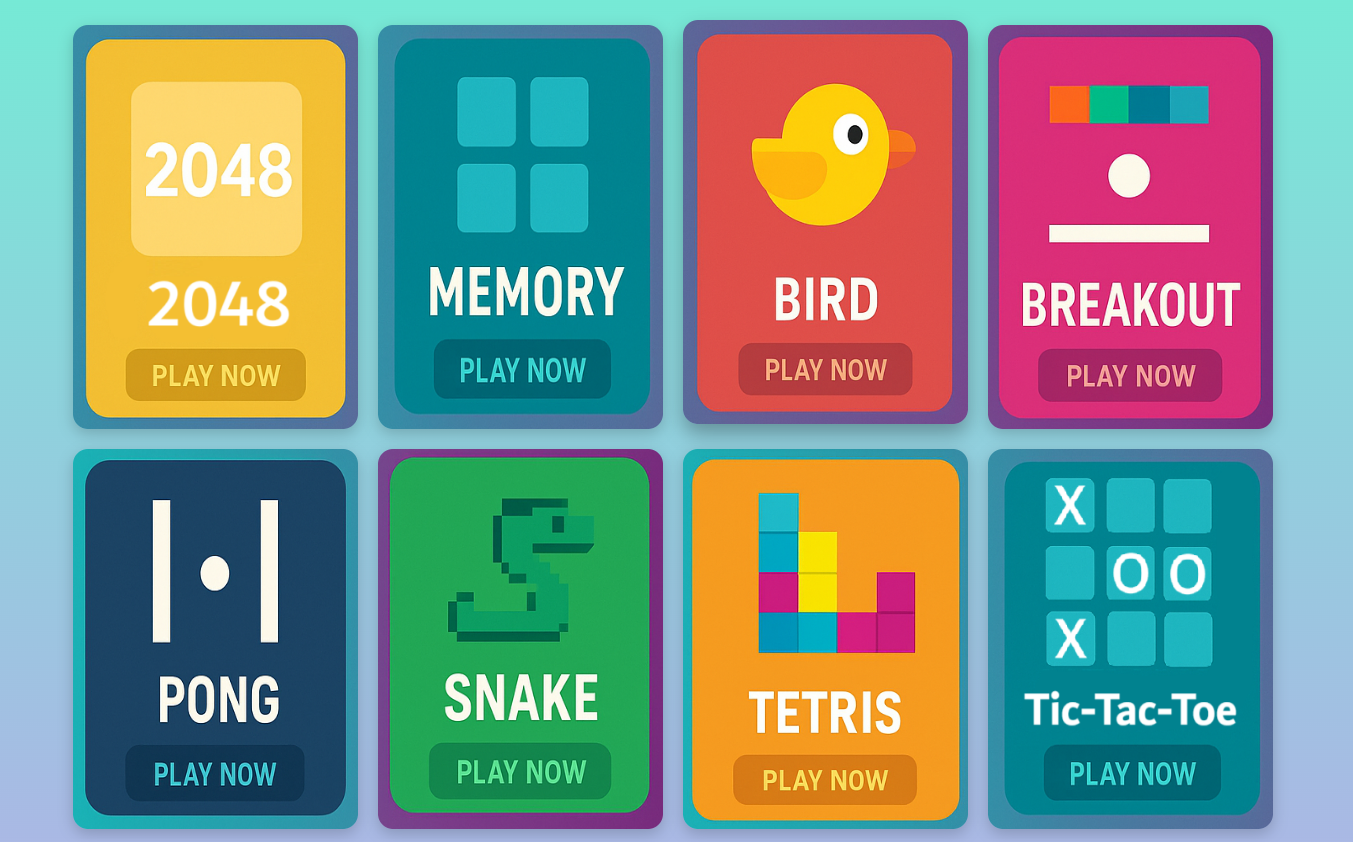 2048
2048
PLAY NOW
MEMORY
PLAY NOW
BIRD
PLAY NOW
BREAKOUT
PLAY NOW
PONG
PLAY NOW
SNAKE
PLAY NOW
TETRIS
PLAY NOW
X
O O
X
Tic-Tac-Toe
PLAY NOW